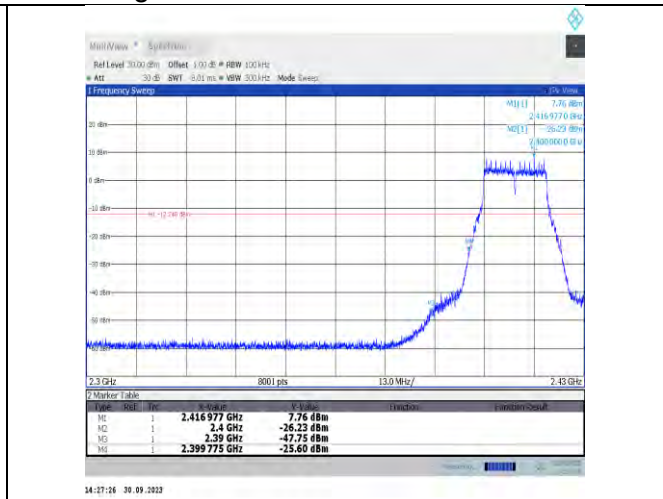 MultiView Spectrum
Ref Level 30.00 dBm Offset 1.00 dB RBW 100 kHz
Att 30 dB SWT 8.01 ms VBW 300 kHz Mode Sweep
1 Frequency Sweep
M1[1] 7.76 dBm
2.416977 0 GHz
M2[1] -26.23 dBm
2.400000 0 GHz
20 dBm
10 dBm
0 dBm
-10 dBm
-20 dBm
-30 dBm
-40 dBm
-50 dBm
2.3 GHz 8001 pts 13.0 MHz/ 2.43 GHz
2 Marker Table
Type Ref Trc X-Value Y-Value Function Function Result
M1 1 2.416 977 GHz 7.76 dBm
M2 1 2.4 GHz -26.23 dBm
M3 1 2.39 GHz -47.75 dBm
M4 1 2.399 775 GHz -25.60 dBm
14:27:26 30.09.2023